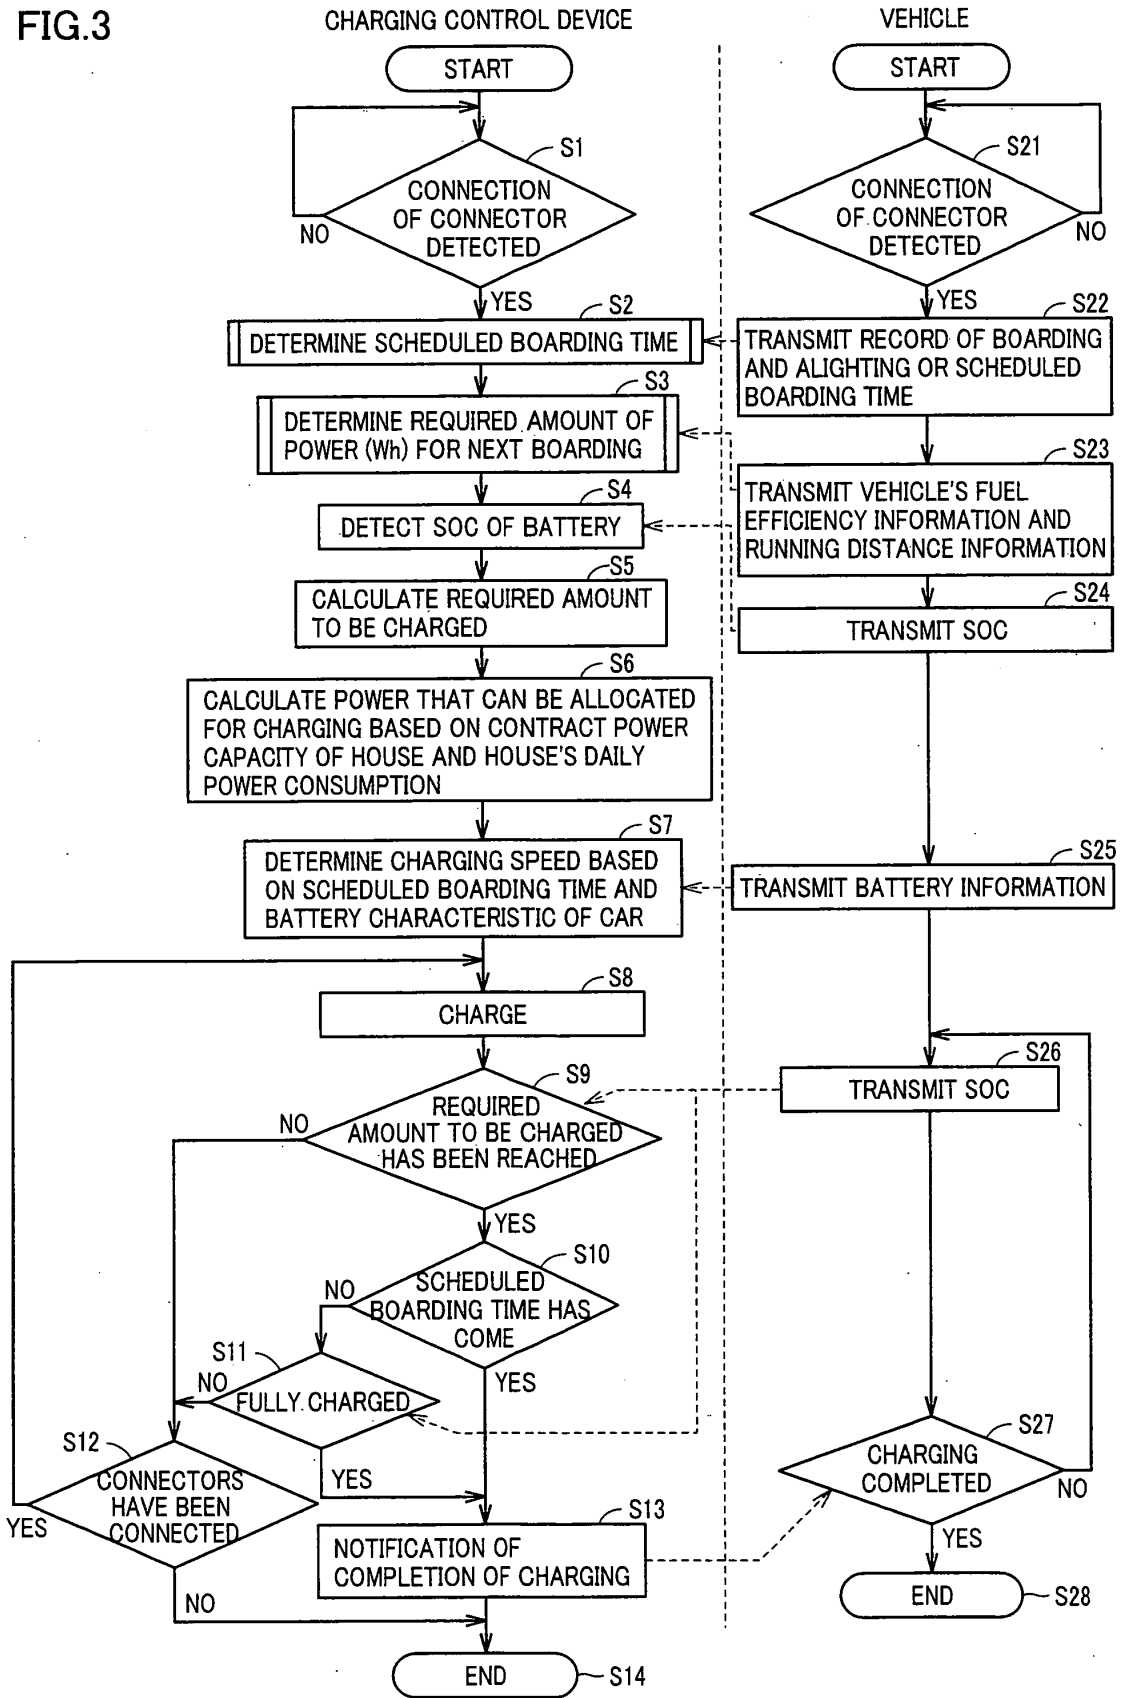 FIG.3
CHARGING CONTROL DEVICE
START
S1
CONNECTION
OF CONNECTOR
DETECTED
NO
YES
S2
DETERMINE SCHEDULED BOARDING TIME
S3
DETERMINE REQUIRED AMOUNT OF
POWER (Wh) FOR NEXT BOARDING
S4
DETECT SOC OF BATTERY
S5
CALCULATE REQUIRED AMOUNT
TO BE CHARGED
S6
CALCULATE POWER THAT CAN BE ALLOCATED
FOR CHARGING BASED ON CONTRACT POWER
CAPACITY OF HOUSE AND HOUSE'S DAILY
POWER CONSUMPTION
S7
DETERMINE CHARGING SPEED BASED
ON SCHEDULED BOARDING TIME AND
BATTERY CHARACTERISTIC OF CAR
S8
CHARGE
S9
REQUIRED
AMOUNT TO BE CHARGED
HAS BEEN REACHED
NO
YES
S10
SCHEDULED
BOARDING TIME HAS
COME
NO
YES
S11
FULLY CHARGED
NO
YES
S12
CONNECTORS
HAVE BEEN
CONNECTED
YES
NO
S13
NOTIFICATION OF
COMPLETION OF CHARGING
END
S14
VEHICLE
START
S21
CONNECTION
OF CONNECTOR
DETECTED
NO
YES
S22
TRANSMIT RECORD OF BOARDING
AND ALIGHTING OR SCHEDULED
BOARDING TIME
S23
TRANSMIT VEHICLE'S FUEL
EFFICIENCY INFORMATION AND
RUNNING DISTANCE INFORMATION
S24
TRANSMIT SOC
S25
TRANSMIT BATTERY INFORMATION
S26
TRANSMIT SOC
S27
CHARGING
COMPLETED
NO
YES
END
S28